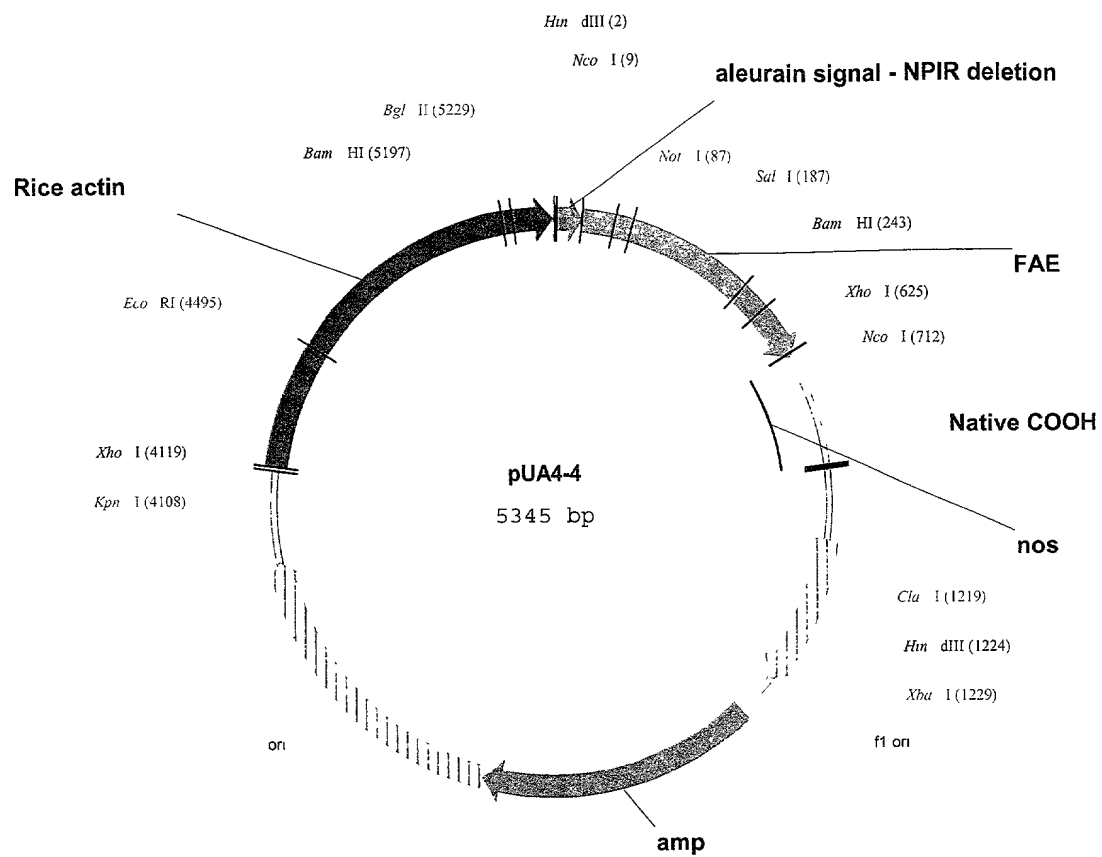 Hin dIII (2)
Nco I (9)
aleurain signal - NPIR deletion
Bgl II (5229)
Bam HI (5197)
Not I (87)
Sal I (187)
Rice actin
Bam HI (243)
FAE
Eco RI (4495)
Xho I (625)
Nco I (712)
Native COOH
Xho I (4119)
pUA4-4
Kpn I (4108)
5345 bp
nos
Cla I (1219)
Hin dIII (1224)
Xba I (1229)
ori
f1 ori
amp